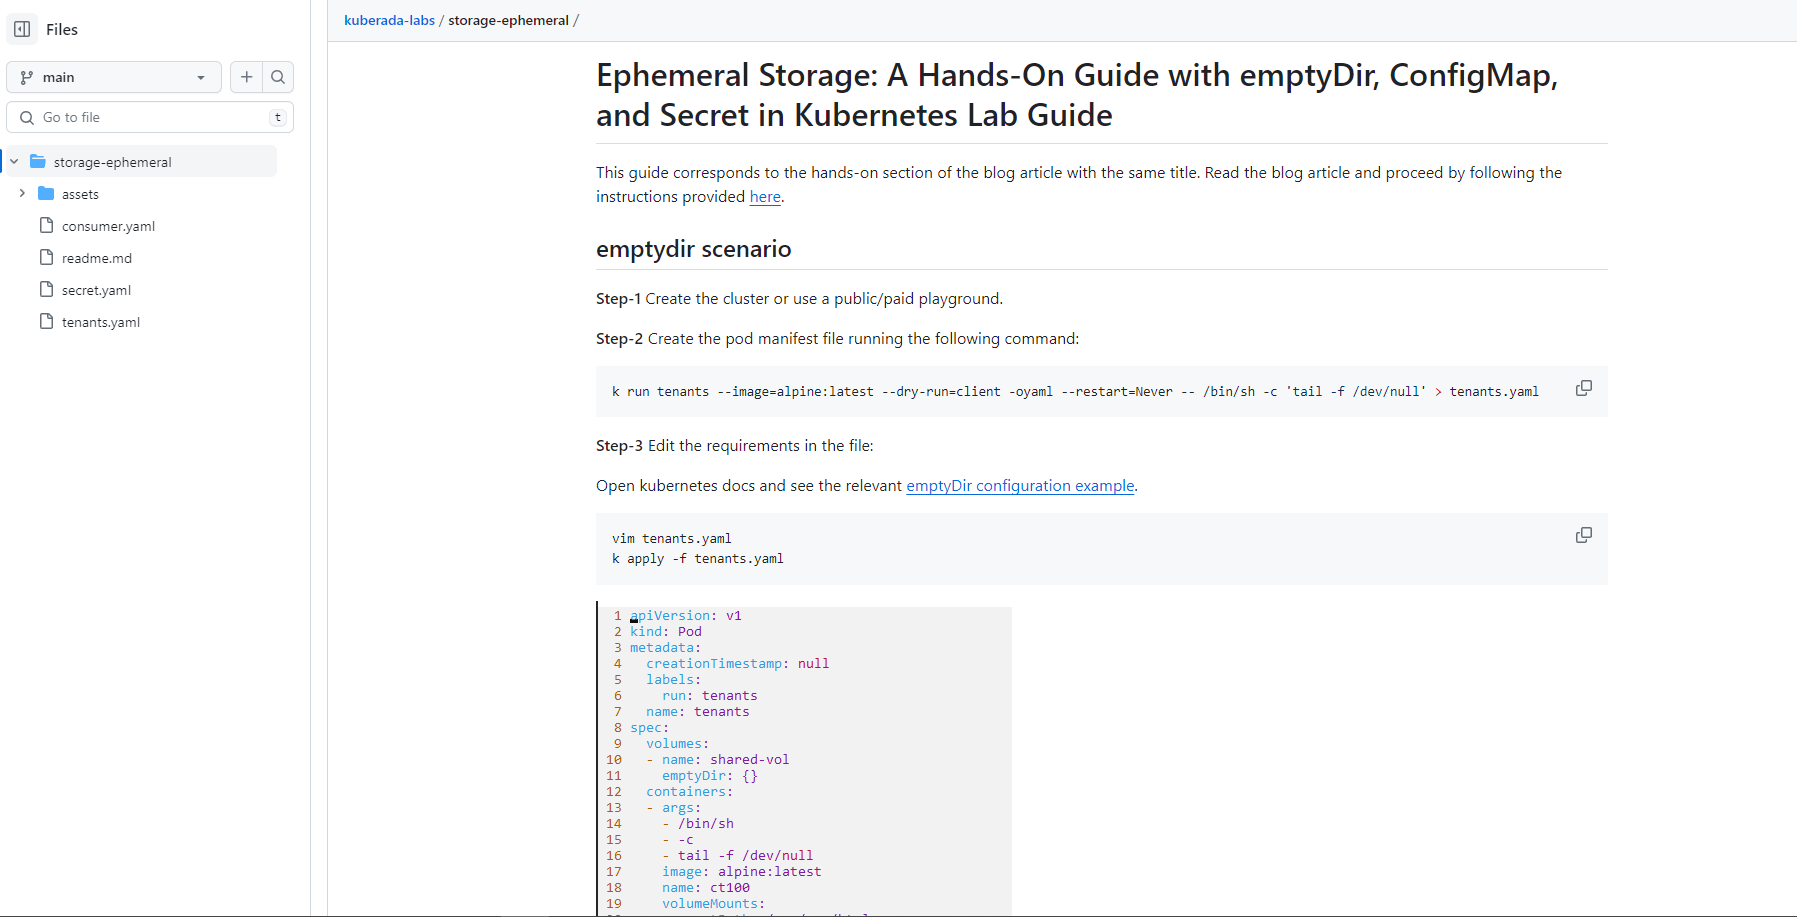 Files
main
Go to file
t
storage-ephemeral
assets
consumer.yaml
readme.md
secret.yaml
tenants.yaml
kuberada-labs / storage-ephemeral /
Ephemeral Storage: A Hands-On Guide with emptyDir, ConfigMap,
and Secret in Kubernetes Lab Guide
This guide corresponds to the hands-on section of the blog article with the same title. Read the blog article and proceed by following the
instructions provided here.
emptydir scenario
Step-1 Create the cluster or use a public/paid playground.
Step-2 Create the pod manifest file running the following command:
k run tenants --image=alpine:latest --dry-run=client -oyaml --restart=Never -- /bin/sh -c 'tail -f /dev/null' > tenants.yaml
Step-3 Edit the requirements in the file:
Open kubernetes docs and see the relevant emptyDir configuration example.
vim tenants.yaml
k apply -f tenants.yaml
1 apiVersion: v1
2 kind: Pod
3 metadata:
4   creationTimestamp: null
5   labels:
6     run: tenants
7   name: tenants
8 spec:
9   volumes:
10   - name: shared-vol
11     emptyDir: {}
12   containers:
13   - args:
14     - /bin/sh
15     - -c
16     - tail -f /dev/null
17     image: alpine:latest
18     name: ct100
19     volumeMounts: